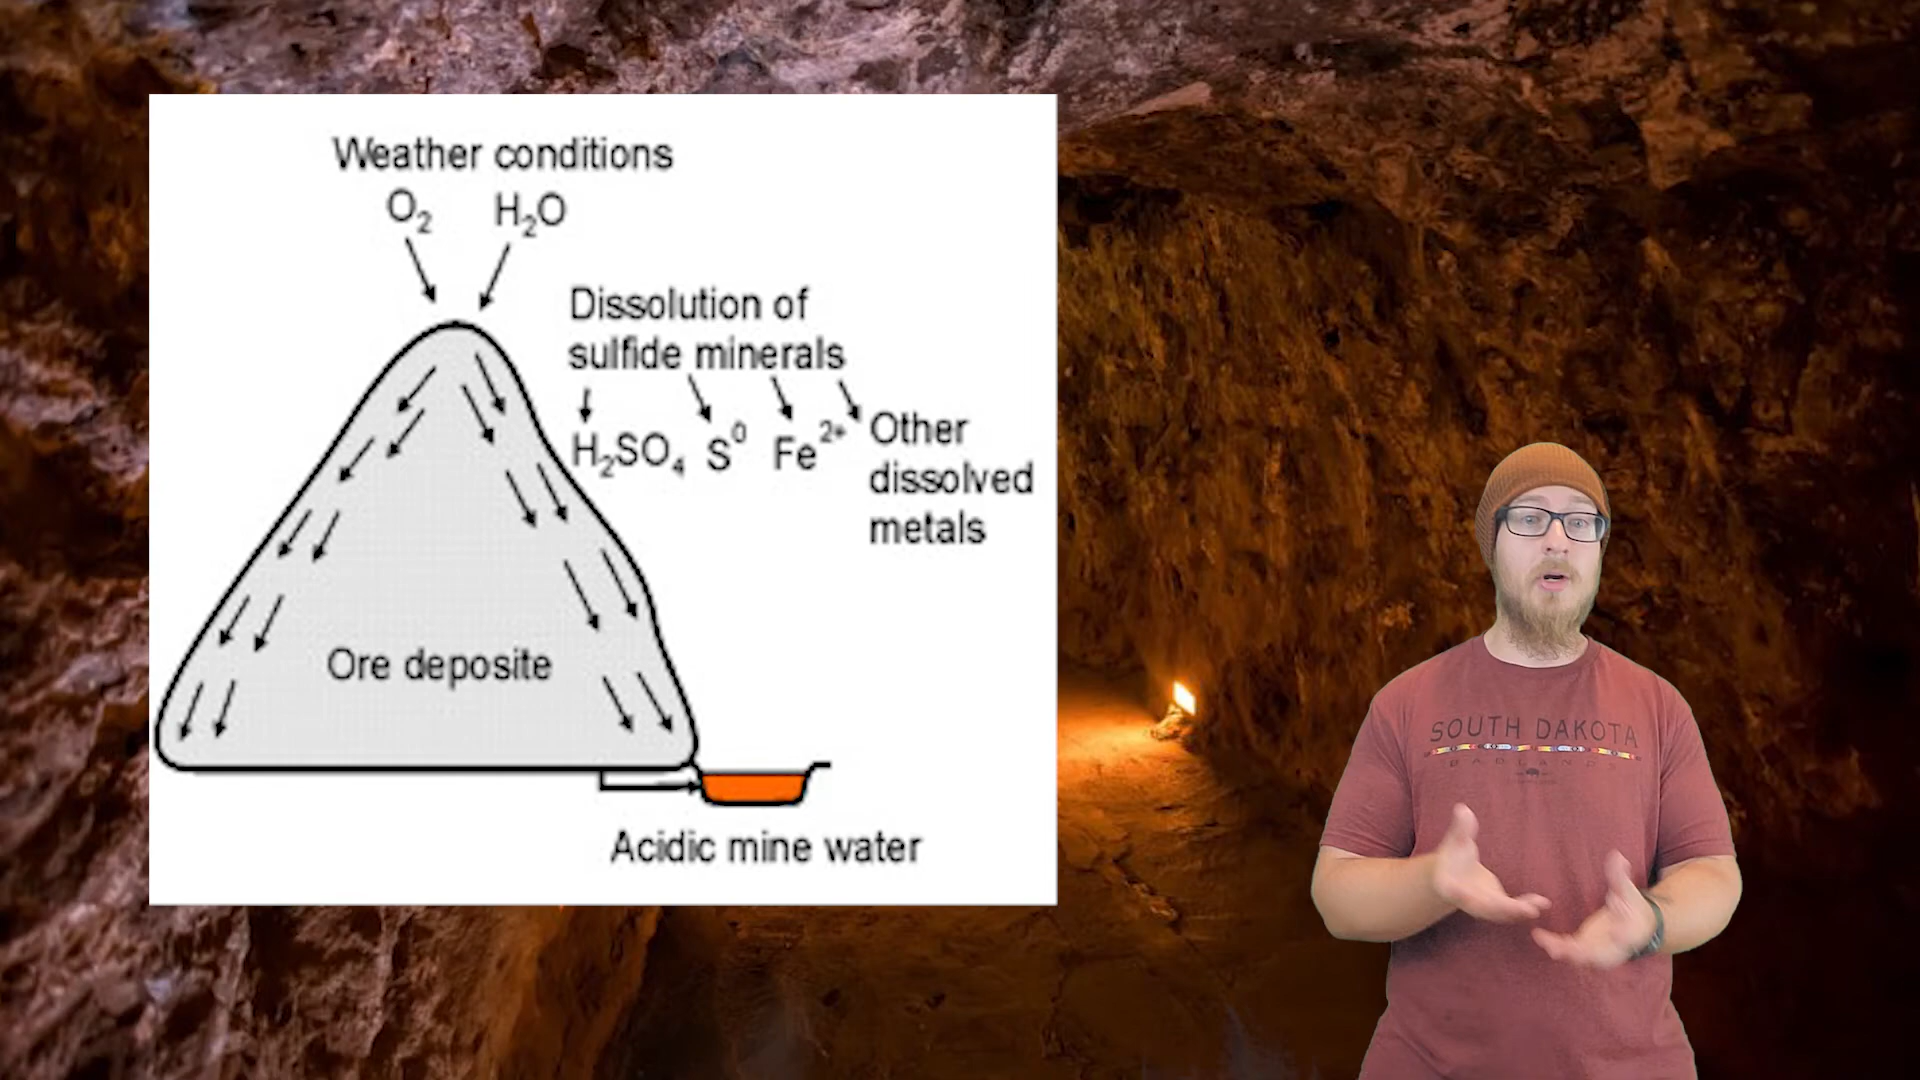 Weather conditions
O₂ H₂O
Dissolution of
sulfide minerals
H₂SO₄ S⁰ Fe²⁺ Other
dissolved
metals
Ore deposite
Acidic mine water
SOUTH DAKOTA
BADLANDS